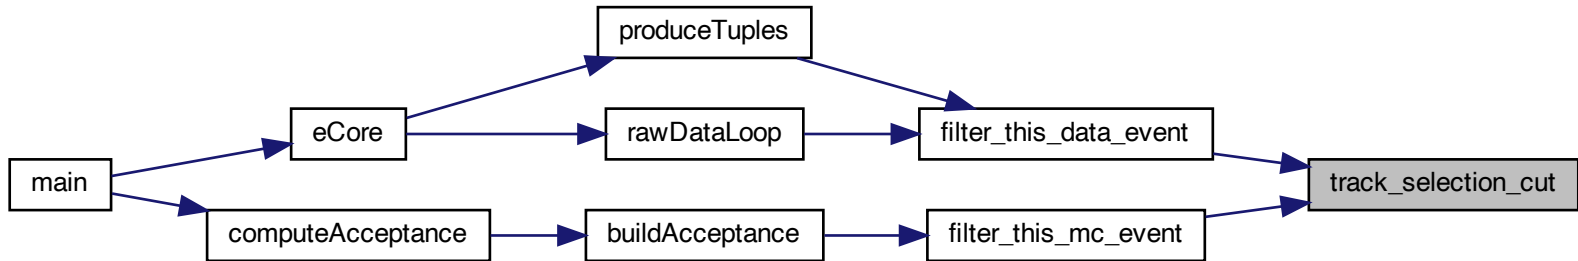 produceTuples
eCore
rawDataLoop
filter_this_data_event
main
track_selection_cut
computeAcceptance
buildAcceptance
filter_this_mc_event